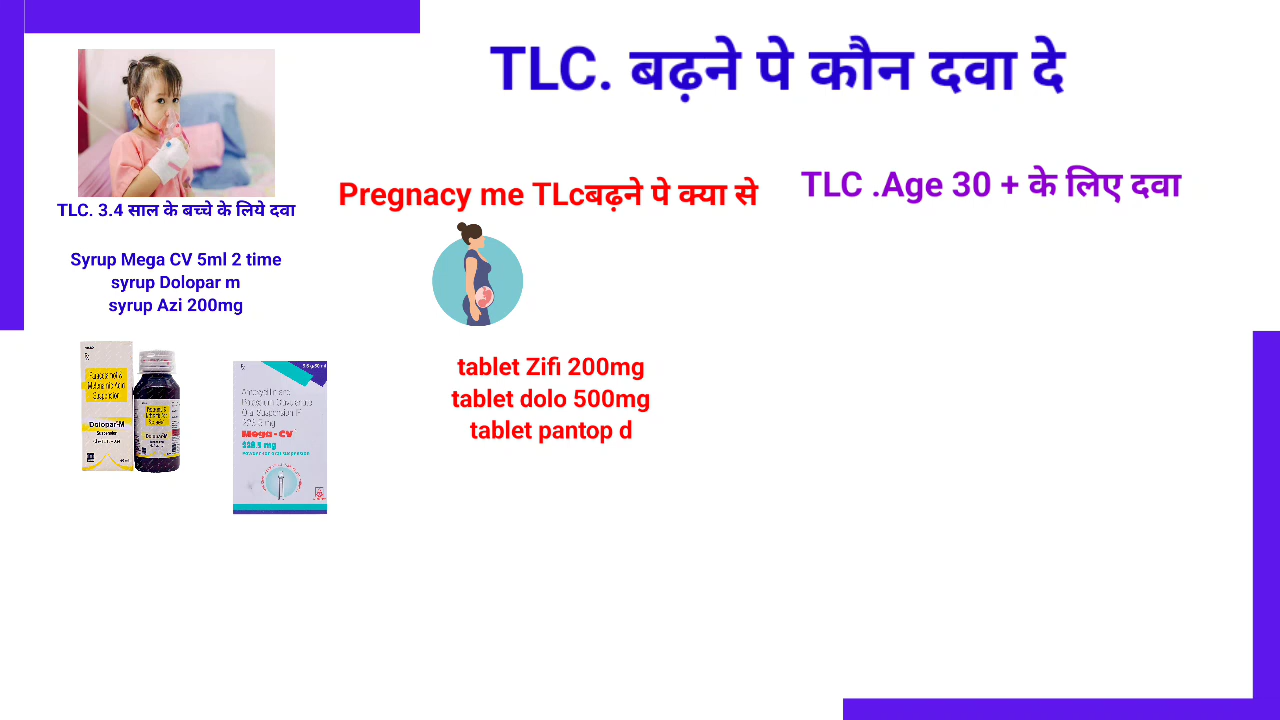 TLC. बढ़ने पे कौन दवा दे
TLC. 3.4 साल के बच्चे के लिये दवा
Syrup Mega CV 5ml 2 time
syrup Dolopar m
syrup Azi 200mg
Dolopar-M
Suspension
Dolopar-M
Mega-CV
228.5 mg
Pregnacy me TLcबढ़ने पे क्या से
tablet Zifi 200mg
tablet dolo 500mg
tablet pantop d
TLC .Age 30 + के लिए दवा